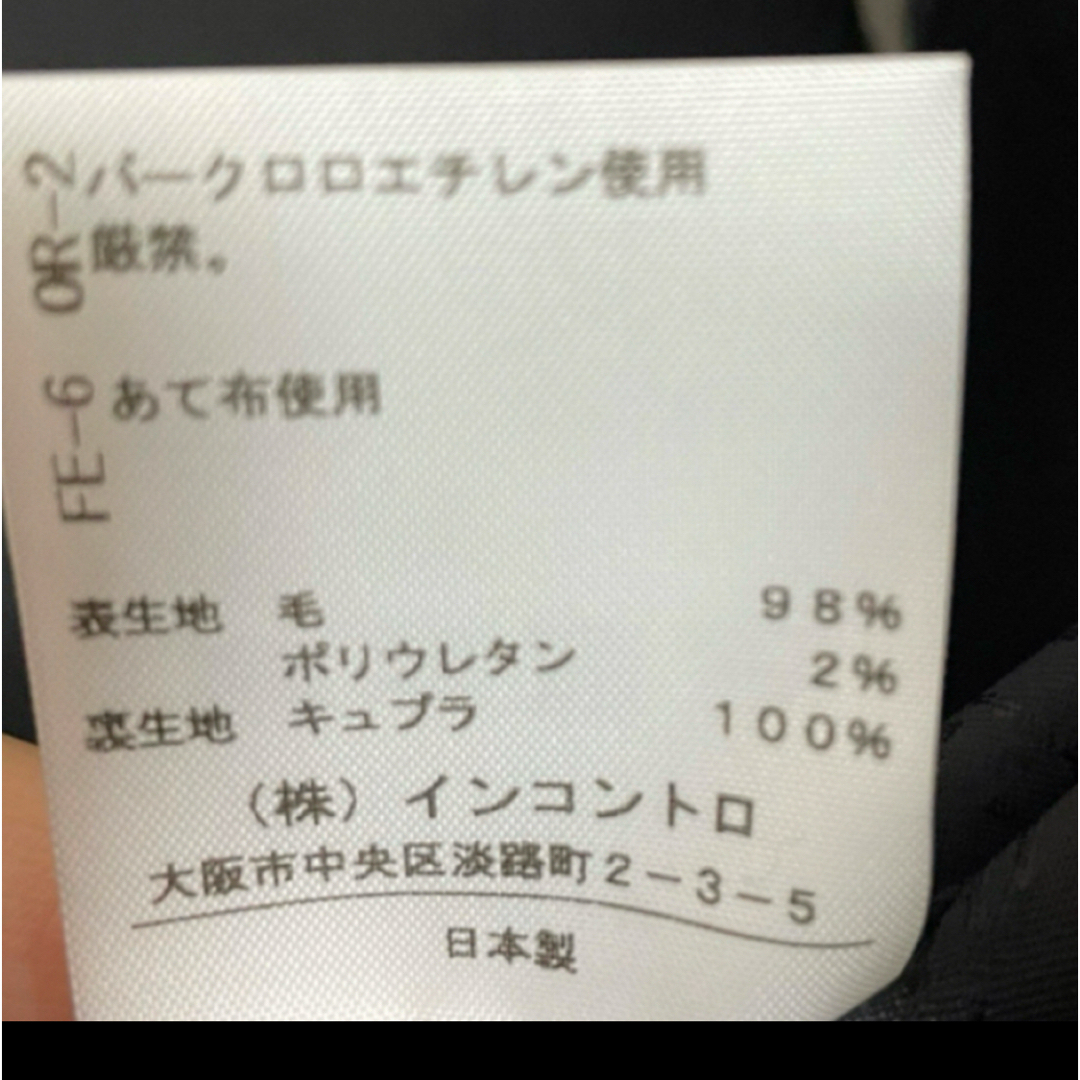 OR-2 パークロロエチレン使用
厳禁。
FE-6 あて布使用
表生地 毛 98%
ポリウレタン 2%
裏生地 キュプラ 100%
(株) インコントロ
大阪市中央区淡路町2-3-5
日本製